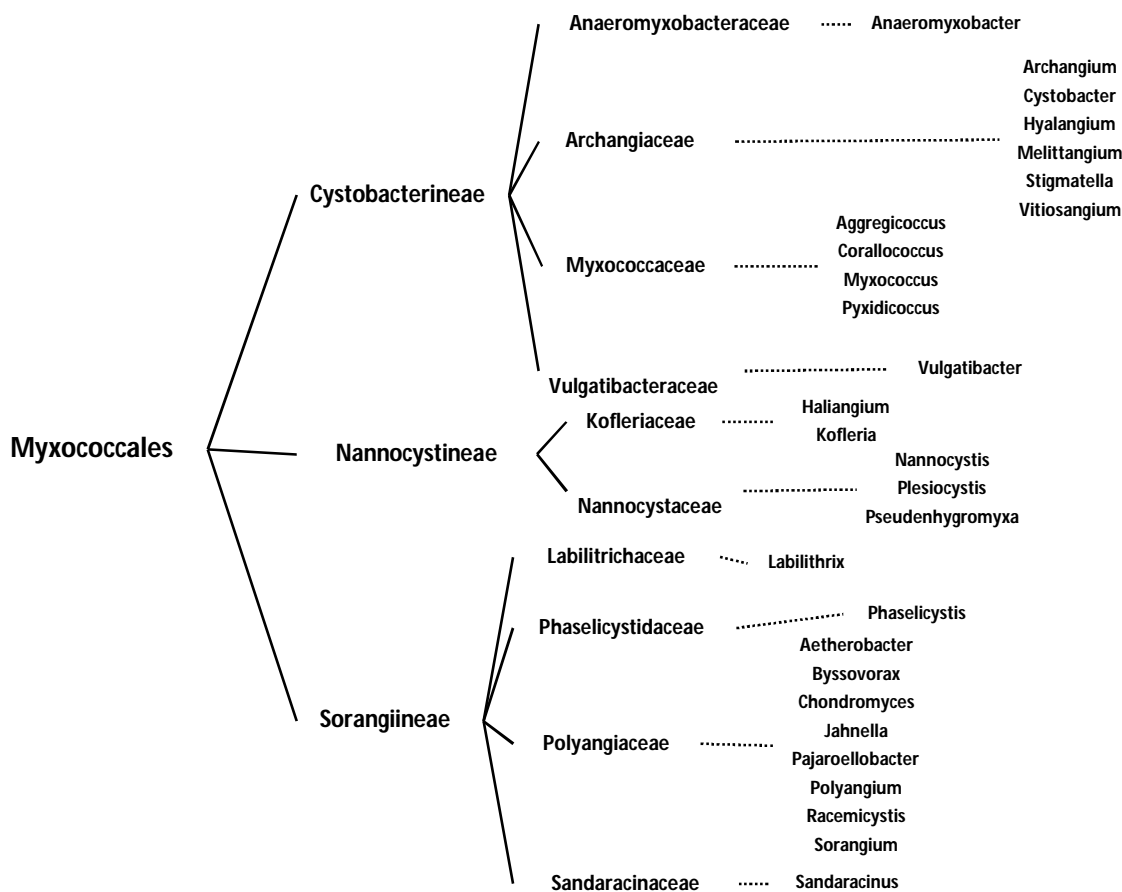 Anaeromyxobacteraceae Anaeromyxobacter
Archangium
Cystobacter
Hyalangium
Archangiaceae
Melittangium
Stigmatella
Cystobacterineae
Vitiosangium
Aggregicoccus
Corallococcus
Myxococcaceae
Myxococcus
Pyxidicoccus
Vulgatibacteraceae Vulgatibacter
Haliangium
Kofleriaceae
Kofleria
Myxococcales
Nannocystineae
Nannocystis
Plesiocystis
Nannocystaceae
Pseudenhygromyxa
Labilitrichaceae Labilithrix
Phaselicystidaceae Phaselicystis
Aetherobacter
Byssovorax
Chondromyces
Sorangiineae
Jahnella
Polyangiaceae
Pajaroellobacter
Polyangium
Racemicystis
Sorangium
Sandaracinaceae Sandaracinus